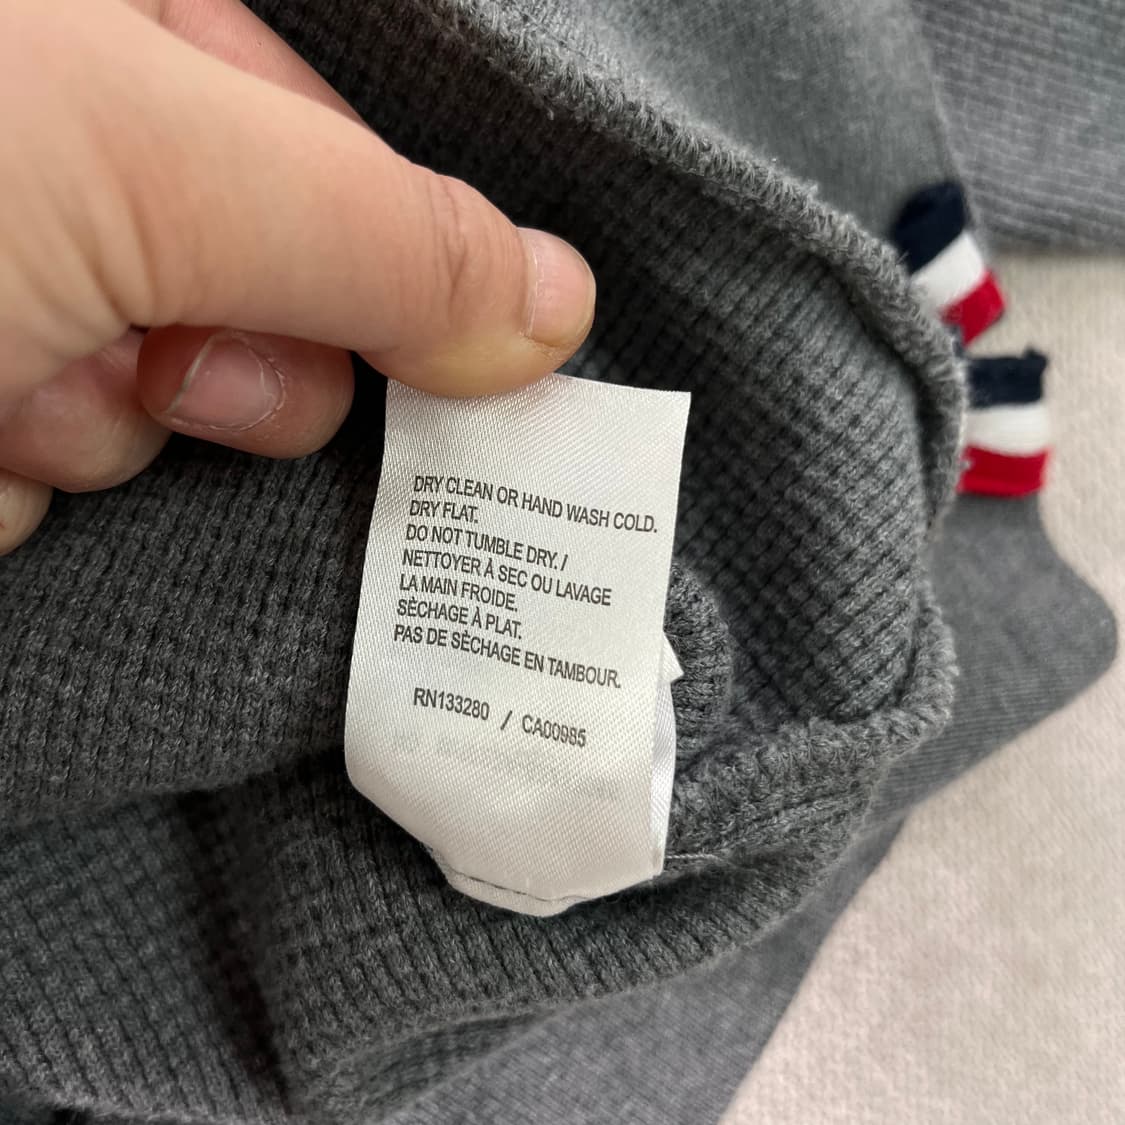 DRY CLEAN OR HAND WASH COLD.
DRY FLAT.
DO NOT TUMBLE DRY. /
NETTOYER À SEC OU LAVAGE
LA MAIN FROIDE.
SÈCHAGE À PLAT.
PAS DE SÈCHAGE EN TAMBOUR.
RN133280 / CA00985